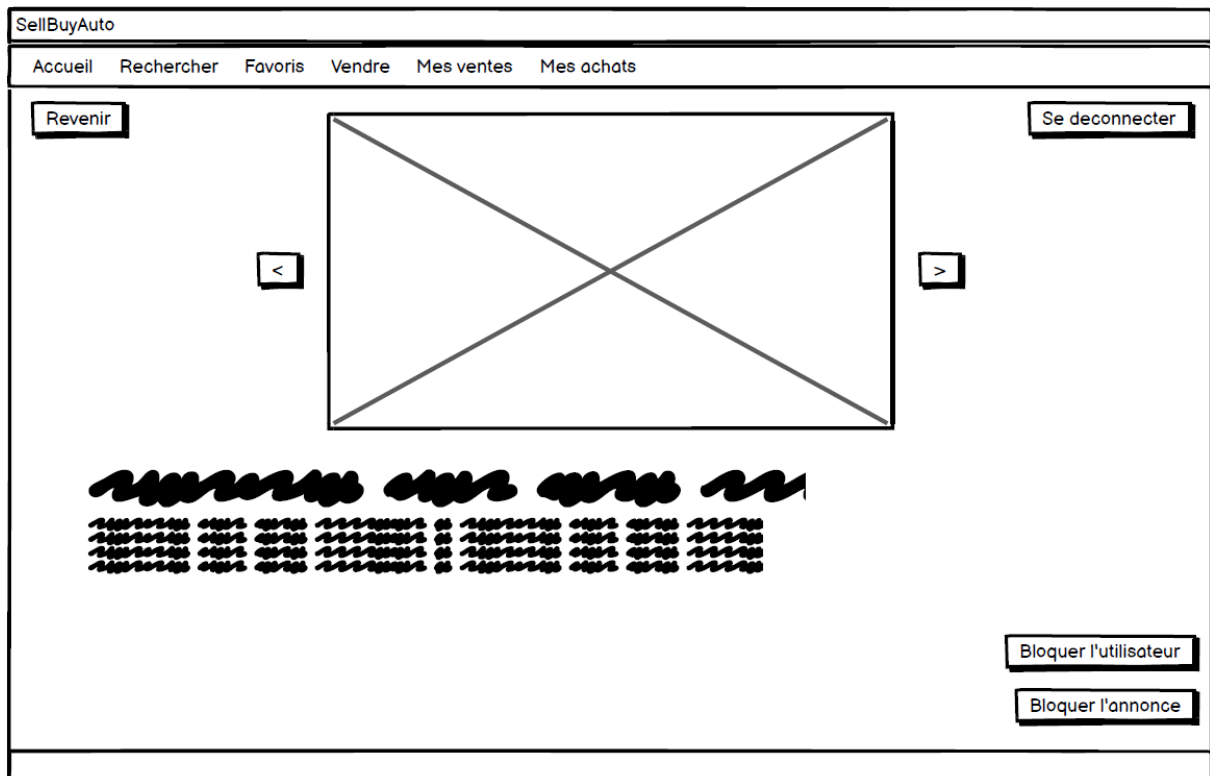 SellBuyAuto
Accueil Rechercher Favoris Vendre Mes ventes Mes achats
Revenir
Se deconnecter
<
>
Bloquer l'utilisateur
Bloquer l'annonce